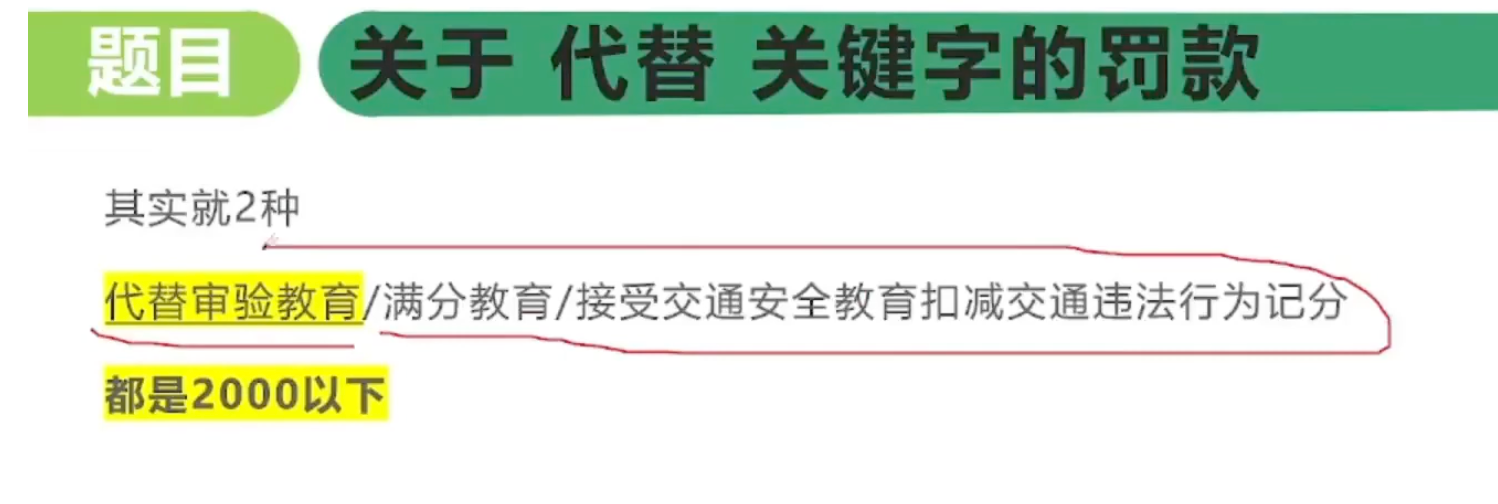 题目 关于 代替 关键字的罚款
其实就2种
代替审验教育/满分教育/接受交通安全教育扣减交通违法行为记分
都是2000以下